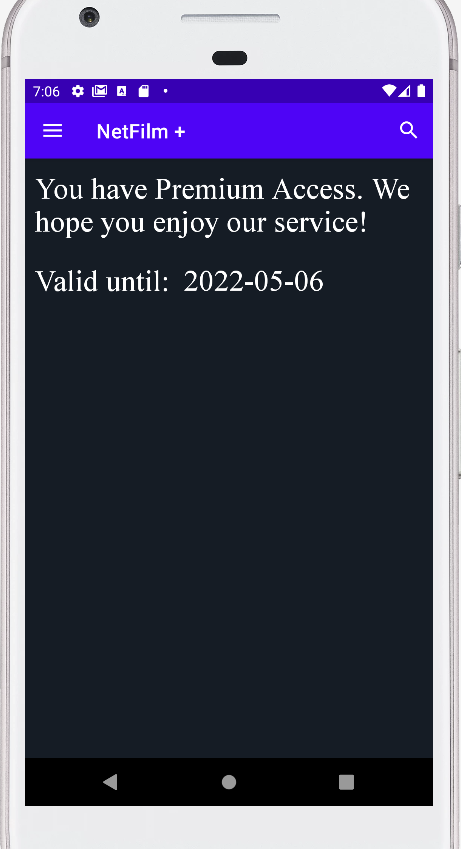 7:06
NetFilm +
You have Premium Access. We
hope you enjoy our service!
Valid until: 2022-05-06